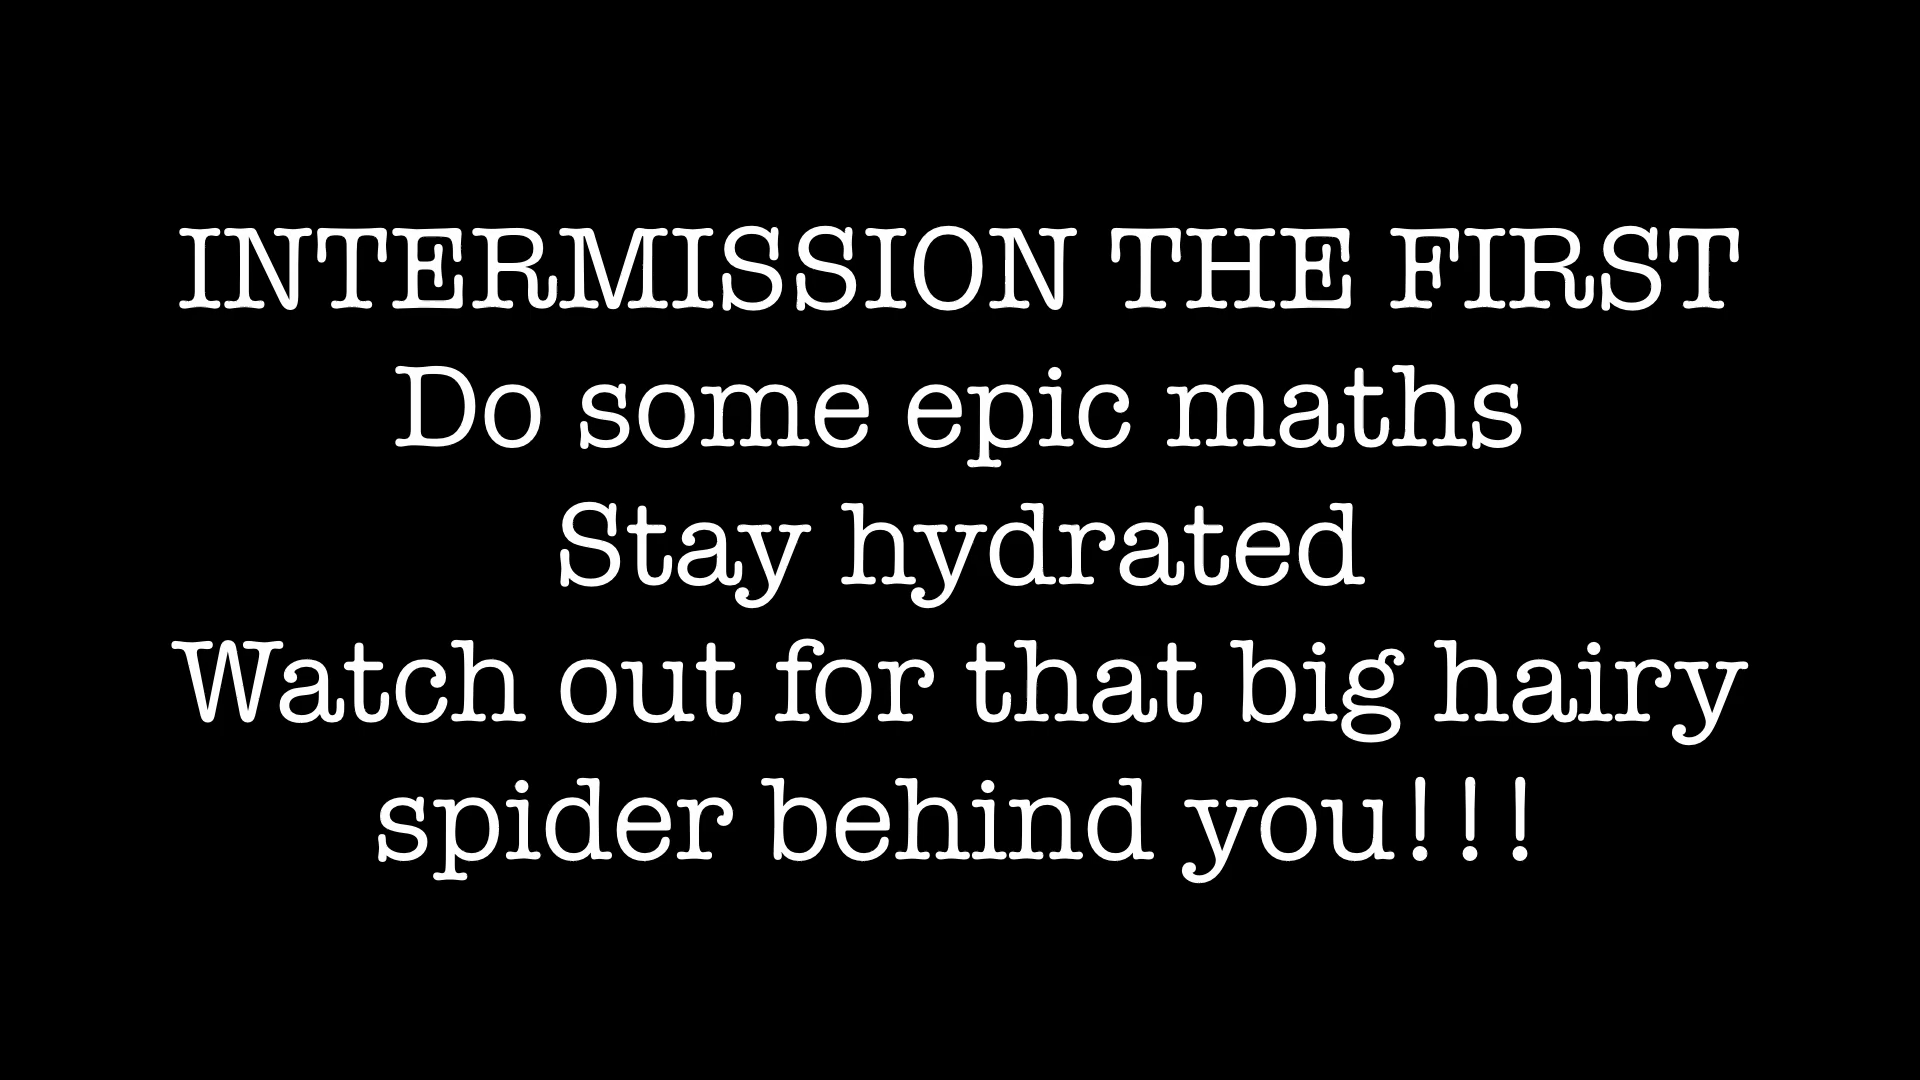 INTERMISSION THE FIRST
Do some epic maths
Stay hydrated
Watch out for that big hairy
spider behind you!!!